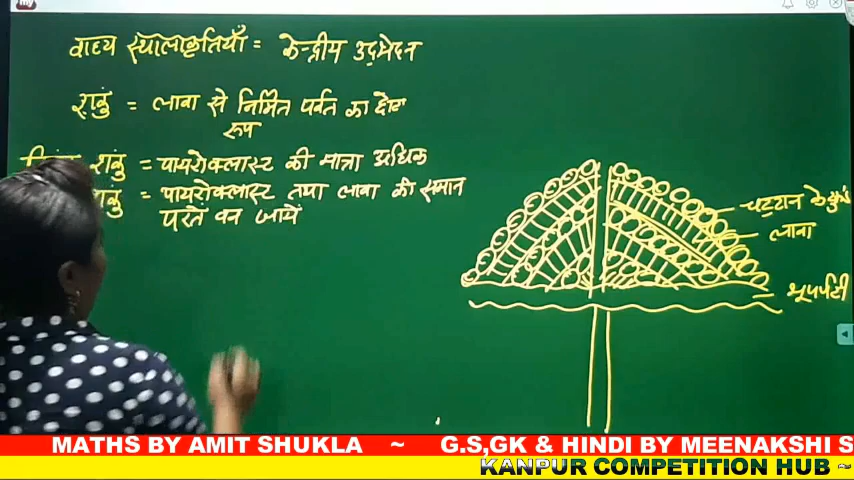 वाह्य स्थालाकृतियाँ = केन्द्रीय उद्भेदन
शंकु = लावा से निर्मित पर्वत का छोटा
रूप
शंकु = पायरोक्लास्ट की मात्रा अधिक
शंकु = पायरोक्लास्ट तथा लावा की समान
परतें बन जायें
चट्टान के टुकड़े
लावा
भूपर्पटी
MATHS BY AMIT SHUKLA ~ G.S,GK & HINDI BY MEENAKSHI S
KANPUR COMPETITION HUB ~
my